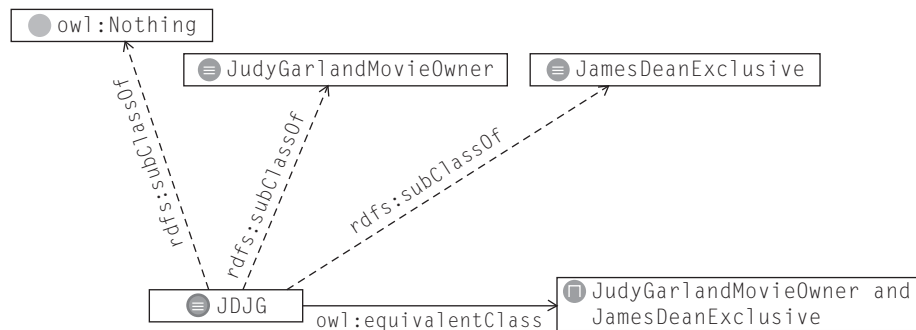 owl:Nothing
JudyGarlandMovieOwner
JamesDeanExclusive
rdfs:subClassOf
rdfs:subClassOf
rdfs:subClassOf
JDJG
owl:equivalentClass
JudyGarlandMovieOwner and
JamesDeanExclusive